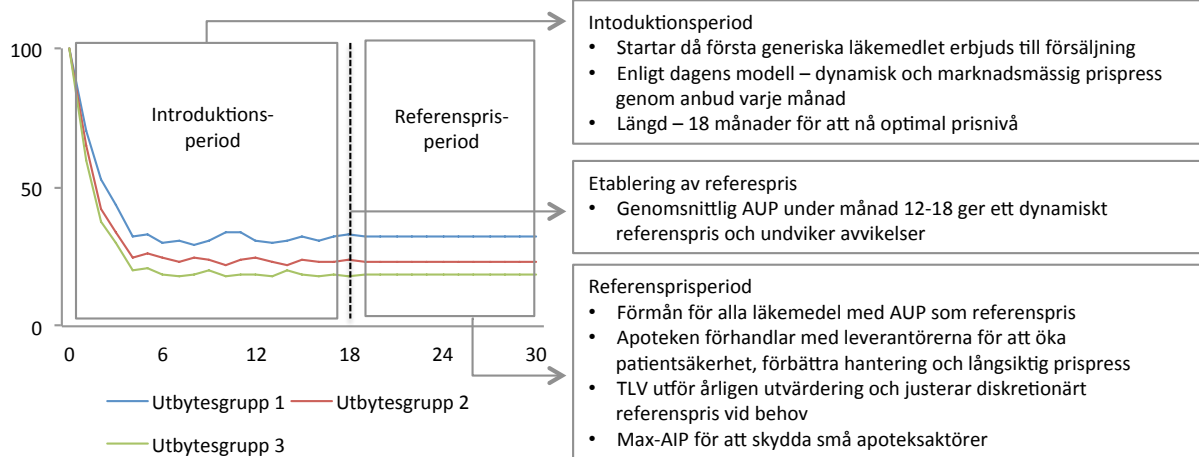 100
50
0
0
6
12
18
24
30
Introduktions-
period
Referenspris-
period
Utbytesgrupp 1
Utbytesgrupp 2
Utbytesgrupp 3
Intoduktionsperiod
• Startar då första generiska läkemedlet erbjuds till försäljning
• Enligt dagens modell – dynamisk och marknadsmässig prispress
genom anbud varje månad
• Längd – 18 månader för att nå optimal prisnivå
Etablering av referespris
• Genomsnittlig AUP under månad 12-18 ger ett dynamiskt
referenspris och undviker avvikelser
Referensprisperiod
• Förmån för alla läkemedel med AUP som referenspris
• Apoteken förhandlar med leverantörerna för att öka
patientsäkerhet, förbättra hantering och långsiktig prispress
• TLV utför årligen utvärdering och justerar diskretionärt
referenspris vid behov
• Max-AIP för att skydda små apoteksaktörer